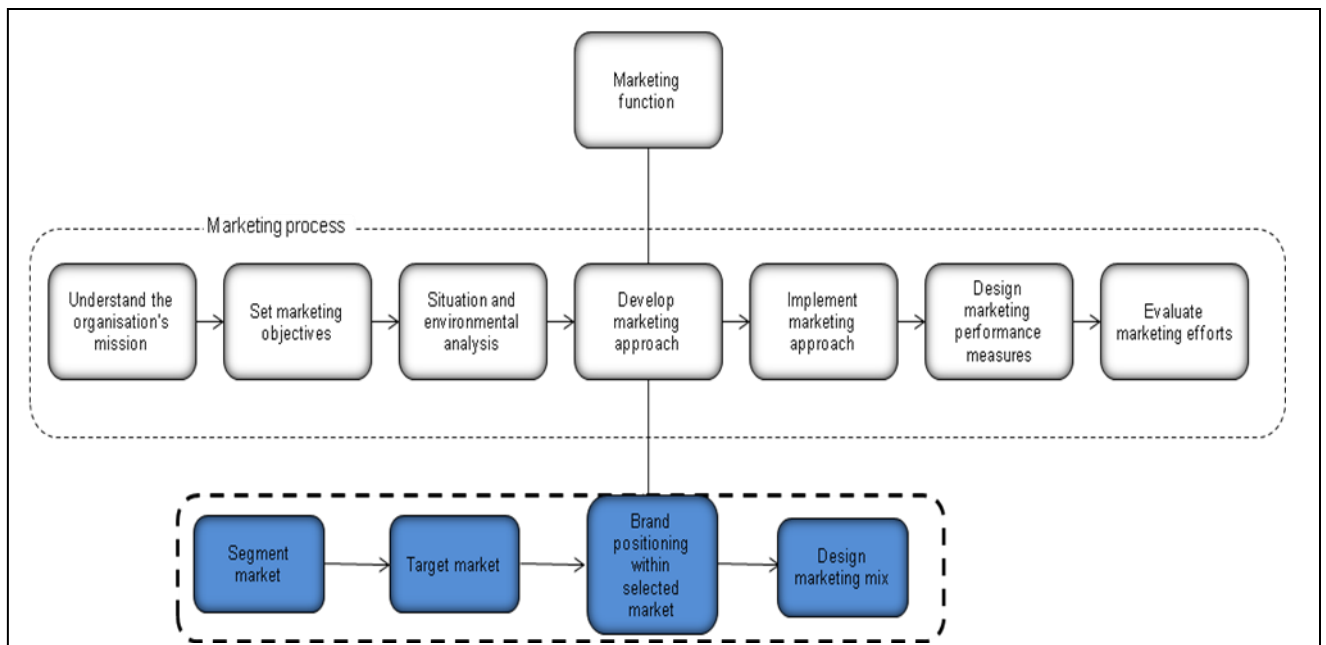 Marketing
function
Marketing process
Understand the
organisation's
mission
Set marketing
objectives
Situation and
environmental
analysis
Develop
marketing
approach
Implement
marketing
approach
Design
marketing
performance
measures
Evaluate
marketing efforts
Segment
market
Target market
Brand
positioning
within
selected
market
Design
marketing mix